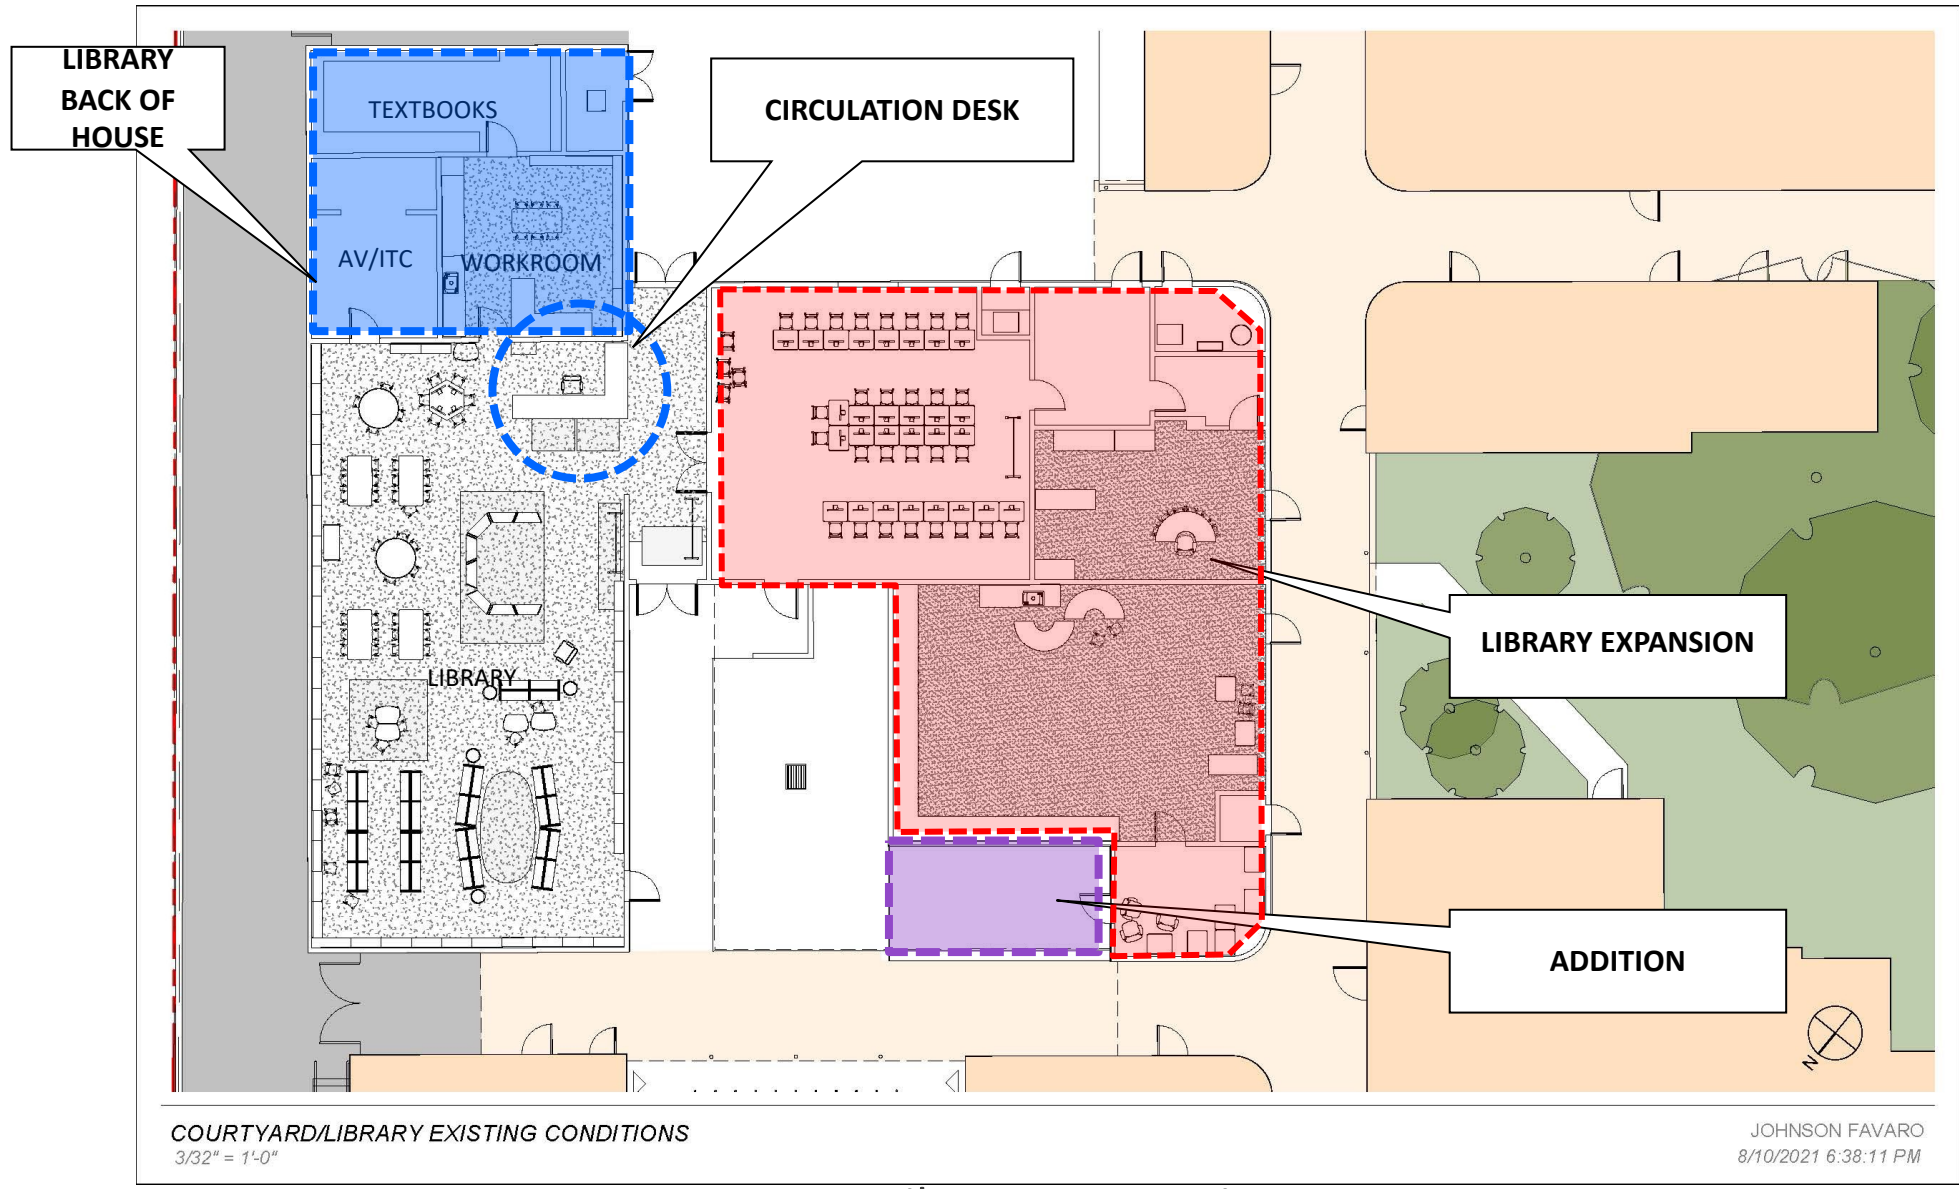 LIBRARY
BACK OF
HOUSE
TEXTBOOKS
CIRCULATION DESK
AV/ITC
WORKROOM
LIBRARY EXPANSION
LIBRARY
ADDITION
N
COURTYARD/LIBRARY EXISTING CONDITIONS
3/32" = 1'-0"
JOHNSON FAVARO
8/10/2021 6:38:11 PM